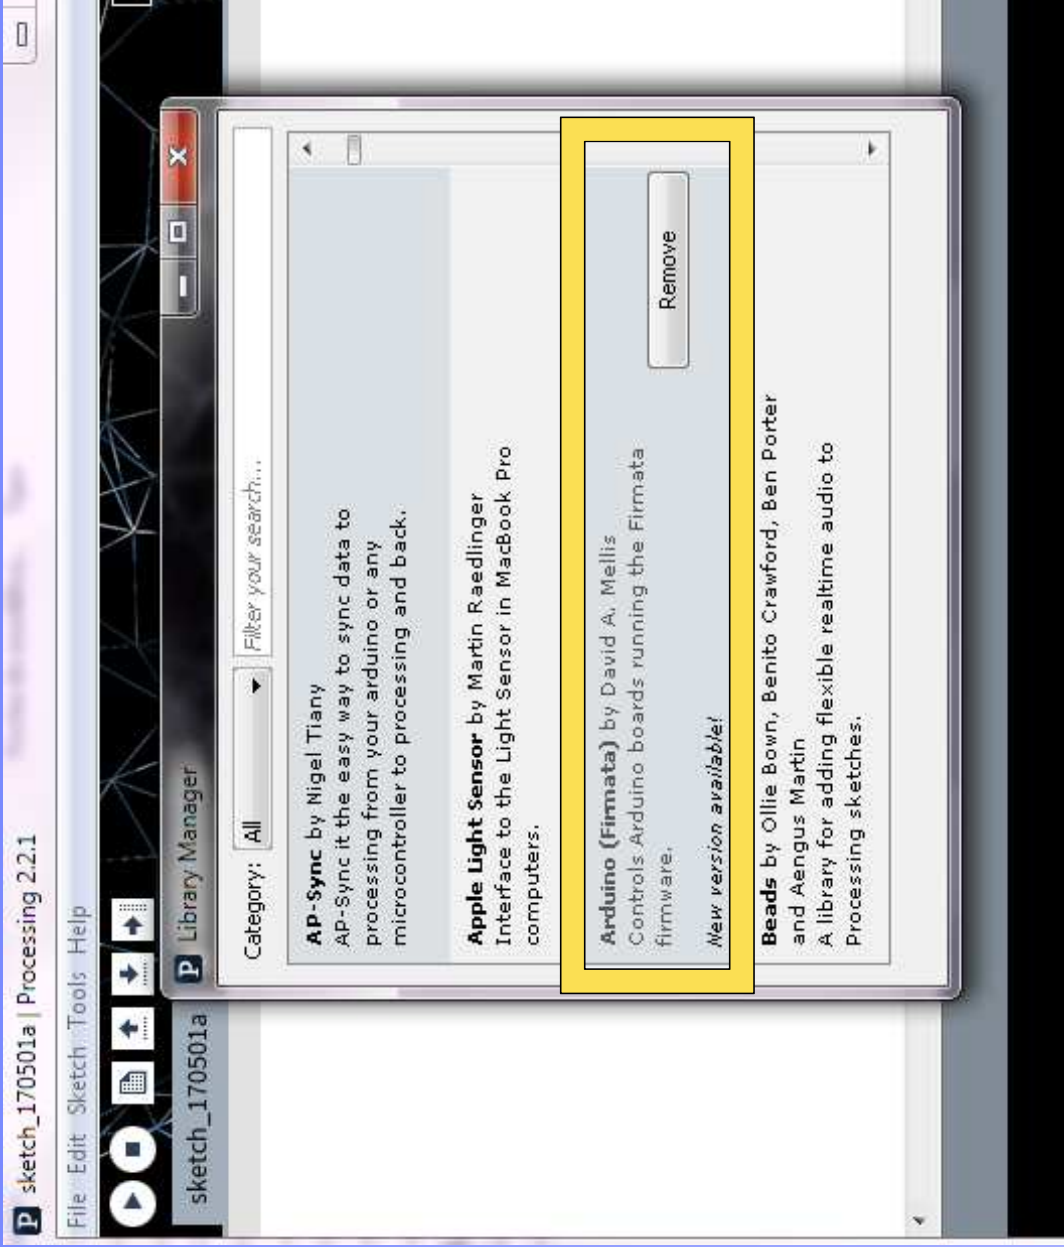 sketch_170501a | Processing 2.2.1
File Edit Sketch Tools Help
sketch_170501a
Library Manager
Category: All Filter your search...
AP-Sync by Nigel Tiany
AP-Sync it the easy way to sync data to
processing from your arduino or any
microcontroller to processing and back.
Apple Light Sensor by Martin Raedlinger
Interface to the Light Sensor in MacBook Pro
computers.
Arduino (Firmata) by David A. Mellis
Controls Arduino boards running the Firmata
firmware.
Remove
New version available!
Beads by Ollie Bown, Benito Crawford, Ben Porter
and Aengus Martin
A library for adding flexible realtime audio to
Processing sketches.